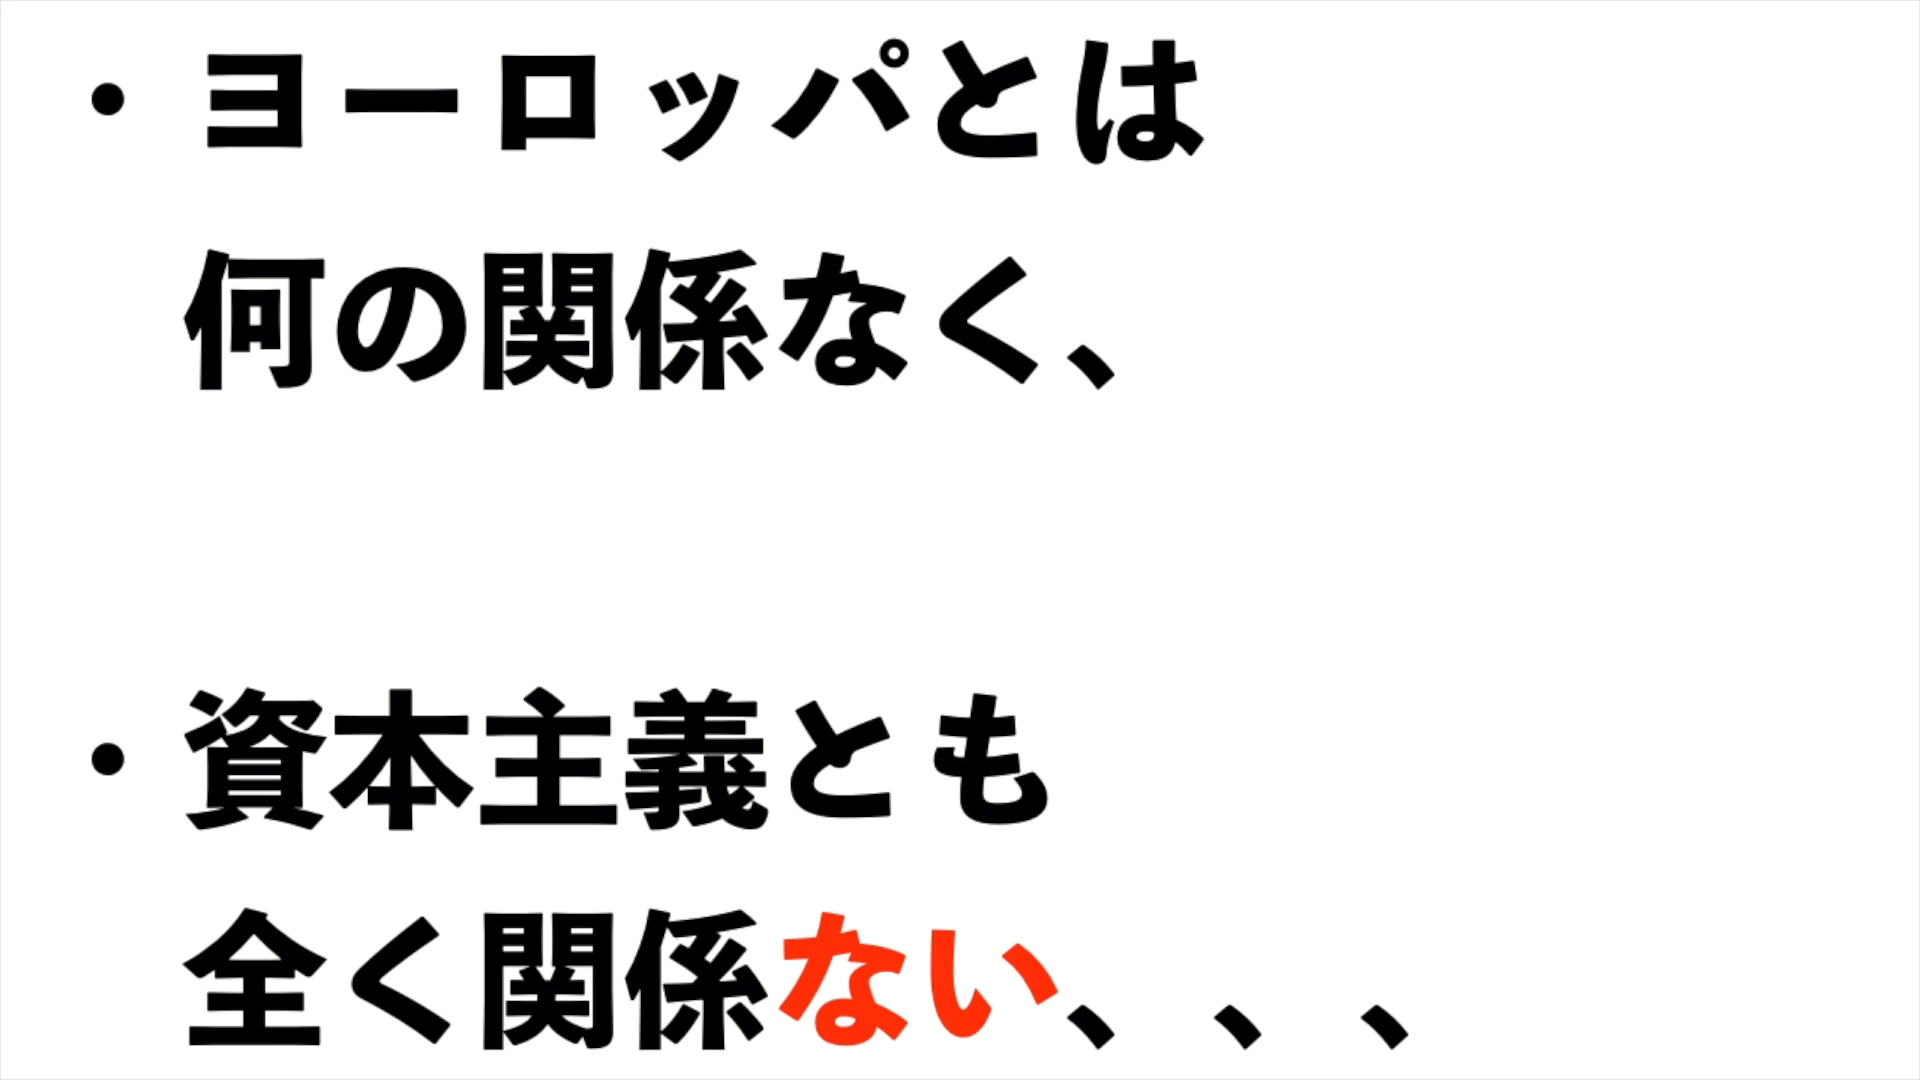 ・ヨーロッパとは
何の関係なく、
・資本主義とも
全く関係ない、、、